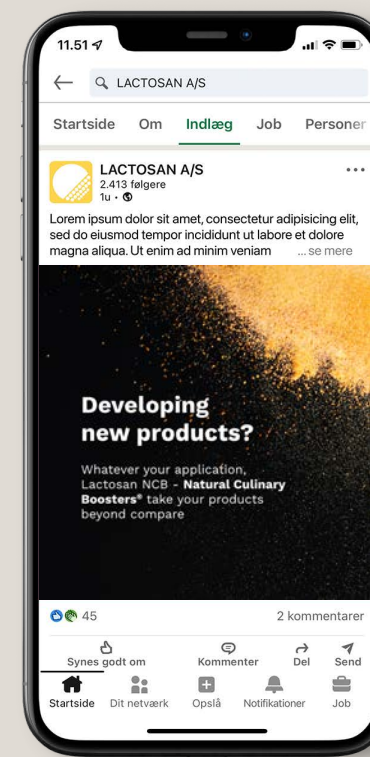 11.51
LACTOSAN A/S
Startside Om Indlæg Job Personer
LACTOSAN A/S
2.413 følgere
1u •
Lorem ipsum dolor sit amet, consectetur adipisicing elit,
sed do eiusmod tempor incididunt ut labore et dolore
magna aliqua. Ut enim ad minim veniam ... se mere
Developing
new products?
Whatever your application,
Lactosan NCB - Natural Culinary
Boosters® take your products
beyond compare
45 2 kommentarer
Synes godt om Kommenter Del Send
Startside Dit netværk Opslå Notifikationer Job